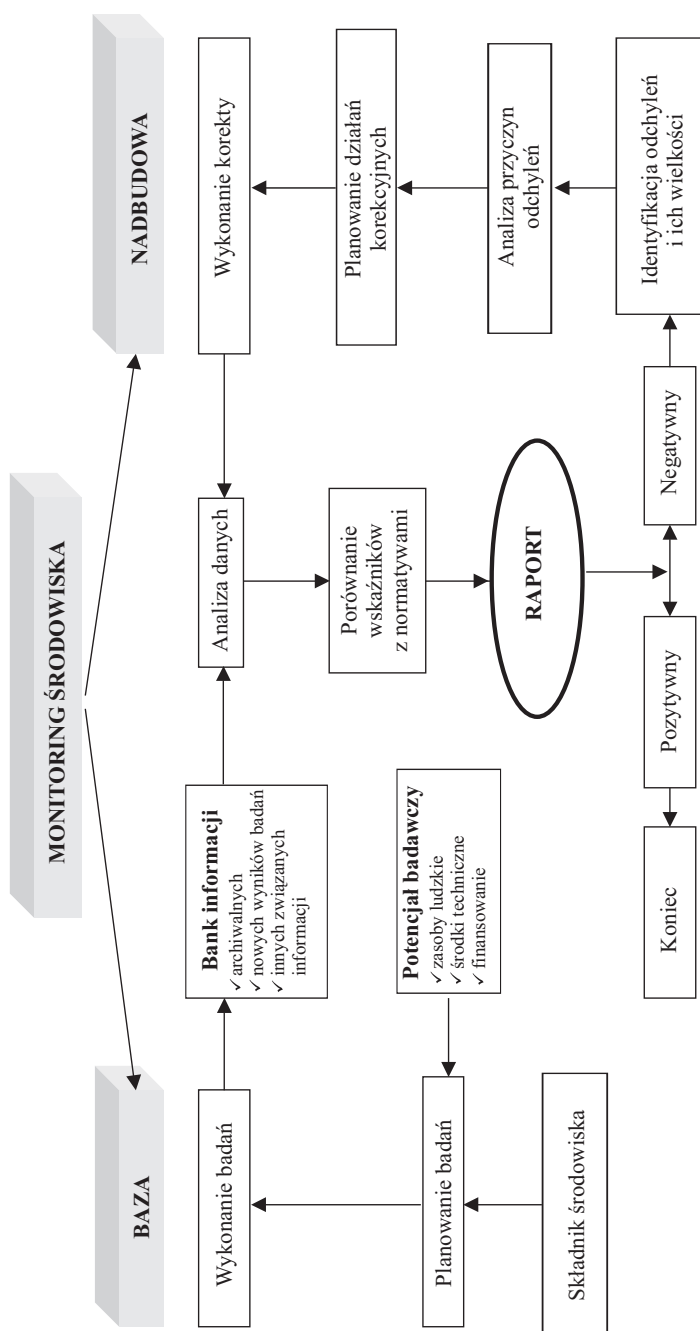 MONITORING ŚRODOWISKA
BAZA
NADBUDOWA
Wykonanie badań
Bank informacji
✓ archiwalnych
✓ nowych wyników badań
✓ innych związanych
informacji
Analiza danych
Wykonanie korekty
Planowanie badań
Potencjał badawczy
✓ zasoby ludzkie
✓ środki techniczne
✓ finansowanie
Porównanie
wskaźników
z normatywami
Planowanie działań
korekcyjnych
Składnik środowiska
RAPORT
Analiza przyczyn
odchyleń
Koniec
Pozytywny
Negatywny
Identyfikacja odchyleń
i ich wielkości